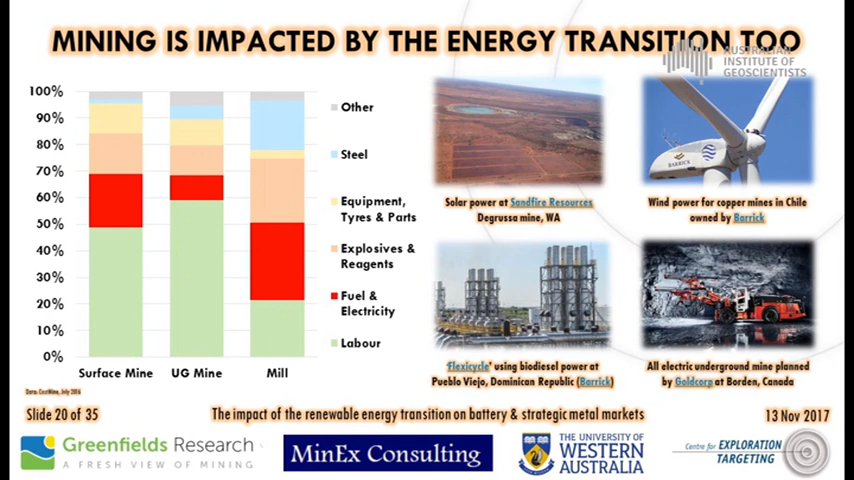 MINING IS IMPACTED BY THE ENERGY TRANSITION TOO
AUSTRALIAN
INSTITUTE OF
GEOSCIENTISTS
100%
90%
80%
70%
60%
50%
40%
30%
20%
10%
0%
Surface Mine
UG Mine
Mill
Other
Steel
Equipment,
Tyres & Parts
Explosives &
Reagents
Fuel &
Electricity
Labour
BARRICK
Solar power at Sandfire Resources
Degrussa mine, WA
Wind power for copper mines in Chile
owned by Barrick
'Flexicycle' using biodiesel power at
Pueblo Viejo, Dominican Republic (Barrick)
All electric underground mine planned
by Goldcorp at Borden, Canada
Data: CostMine, July 2016
Slide 20 of 35
The impact of the renewable energy transition on battery & strategic metal markets
13 Nov 2017
Greenfields Research
A FRESH VIEW OF MINING
MinEx Consulting
THE UNIVERSITY OF
WESTERN
AUSTRALIA
Centre for EXPLORATION
TARGETING